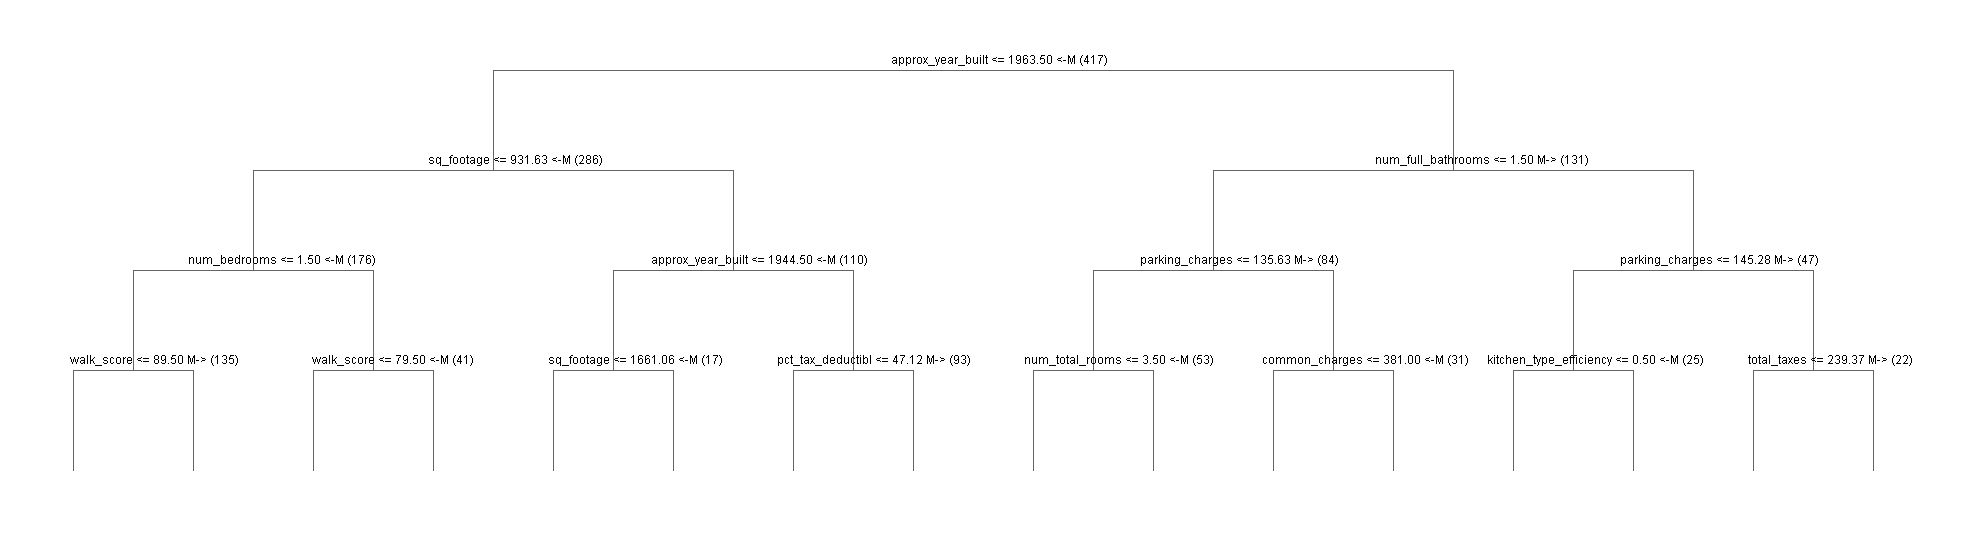 approx_year_built <= 1963.50 <-M (417)
sq_footage <= 931.63 <-M (286)
num_full_bathrooms <= 1.50 M-> (131)
num_bedrooms <= 1.50 <-M (176)
approx_year_built <= 1944.50 <-M (110)
parking_charges <= 135.63 M-> (84)
parking_charges <= 145.28 M-> (47)
walk_score <= 89.50 M-> (135)
walk_score <= 79.50 <-M (41)
sq_footage <= 1661.06 <-M (17)
pct_tax_deductibl <= 47.12 M-> (93)
num_total_rooms <= 3.50 <-M (53)
common_charges <= 381.00 <-M (31)
kitchen_type_efficiency <= 0.50 <-M (25)
total_taxes <= 239.37 M-> (22)